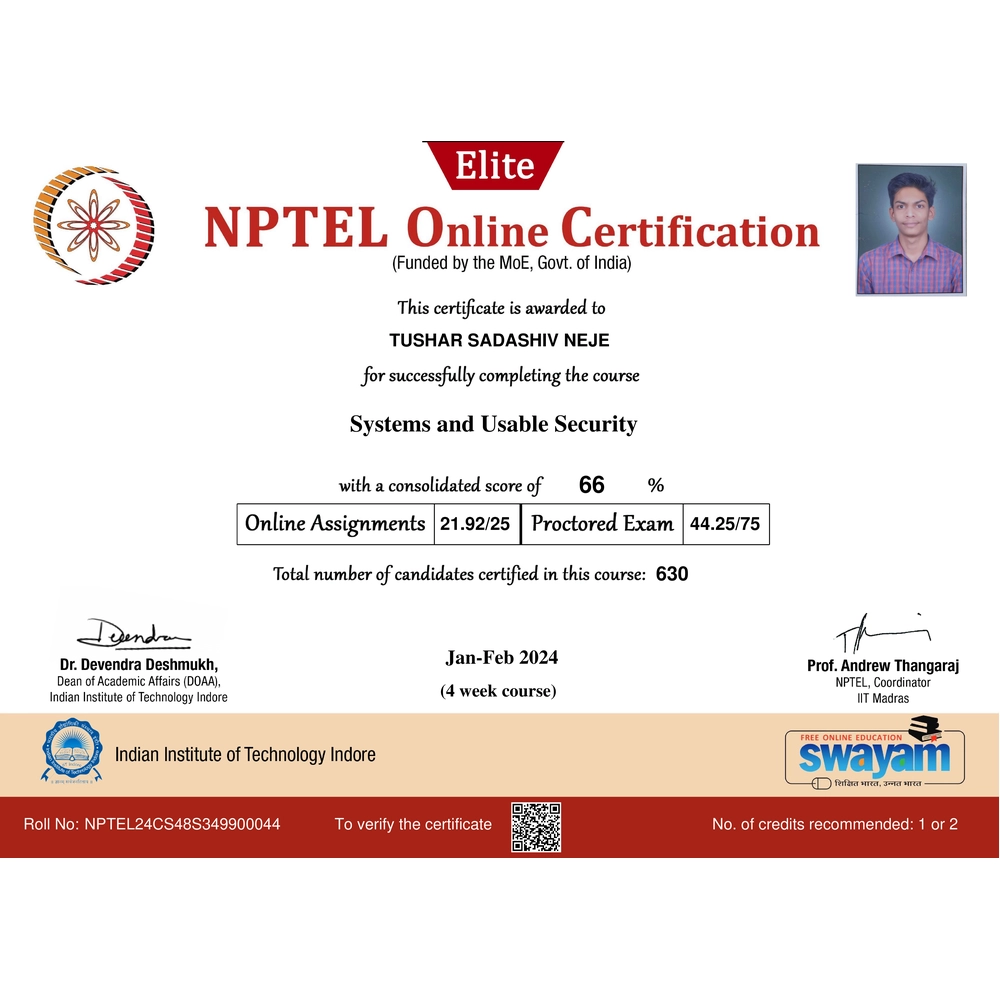 Elite
NPTEL Online Certification
(Funded by the MoE, Govt. of India)
This certificate is awarded to
TUSHAR SADASHIV NEJE
for successfully completing the course
Systems and Usable Security
with a consolidated score of 66 %
Online Assignments 21.92/25 Proctored Exam 44.25/75
Total number of candidates certified in this course: 630
Devendra
Dr. Devendra Deshmukh,
Dean of Academic Affairs (DOAA),
Indian Institute of Technology Indore
Jan-Feb 2024
(4 week course)
Prof. Andrew Thangaraj
NPTEL, Coordinator
IIT Madras
Indian Institute of Technology Indore
FREE ONLINE EDUCATION
swayam
शिक्षित भारत, उन्नत भारत
Roll No: NPTEL24CS48S349900044
To verify the certificate
No. of credits recommended: 1 or 2